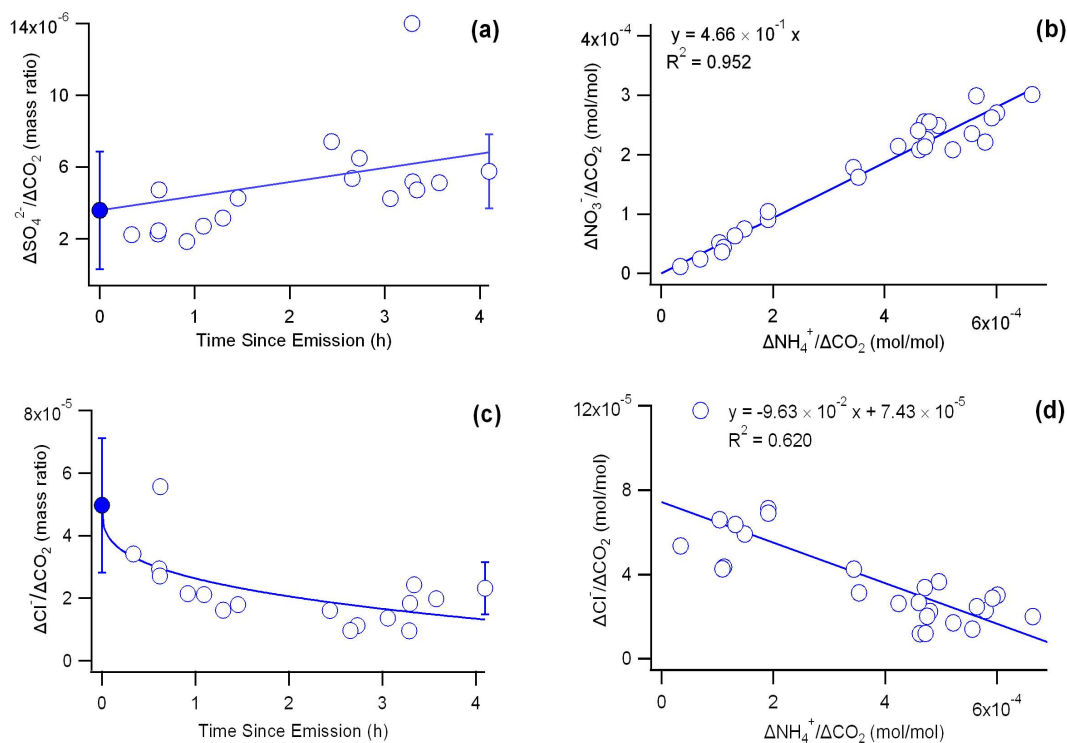 (a)
14x10⁻⁶
10
6
2
ΔSO₄²⁻/ΔCO₂ (mass ratio)
0 1 2 3 4
Time Since Emission (h)
(b)
y = 4.66 × 10⁻¹ x
R² = 0.952
4x10⁻⁴
3
2
1
0
ΔNO₃⁻/ΔCO₂ (mol/mol)
0 2 4 6x10⁻⁴
ΔNH₄⁺/ΔCO₂ (mol/mol)
(c)
8x10⁻⁵
6
4
2
0
ΔCl⁻/ΔCO₂ (mass ratio)
0 1 2 3 4
Time Since Emission (h)
(d)
y = -9.63 × 10⁻² x + 7.43 × 10⁻⁵
R² = 0.620
12x10⁻⁵
8
4
0
ΔCl⁻/ΔCO₂ (mol/mol)
0 2 4 6x10⁻⁴
ΔNH₄⁺/ΔCO₂ (mol/mol)